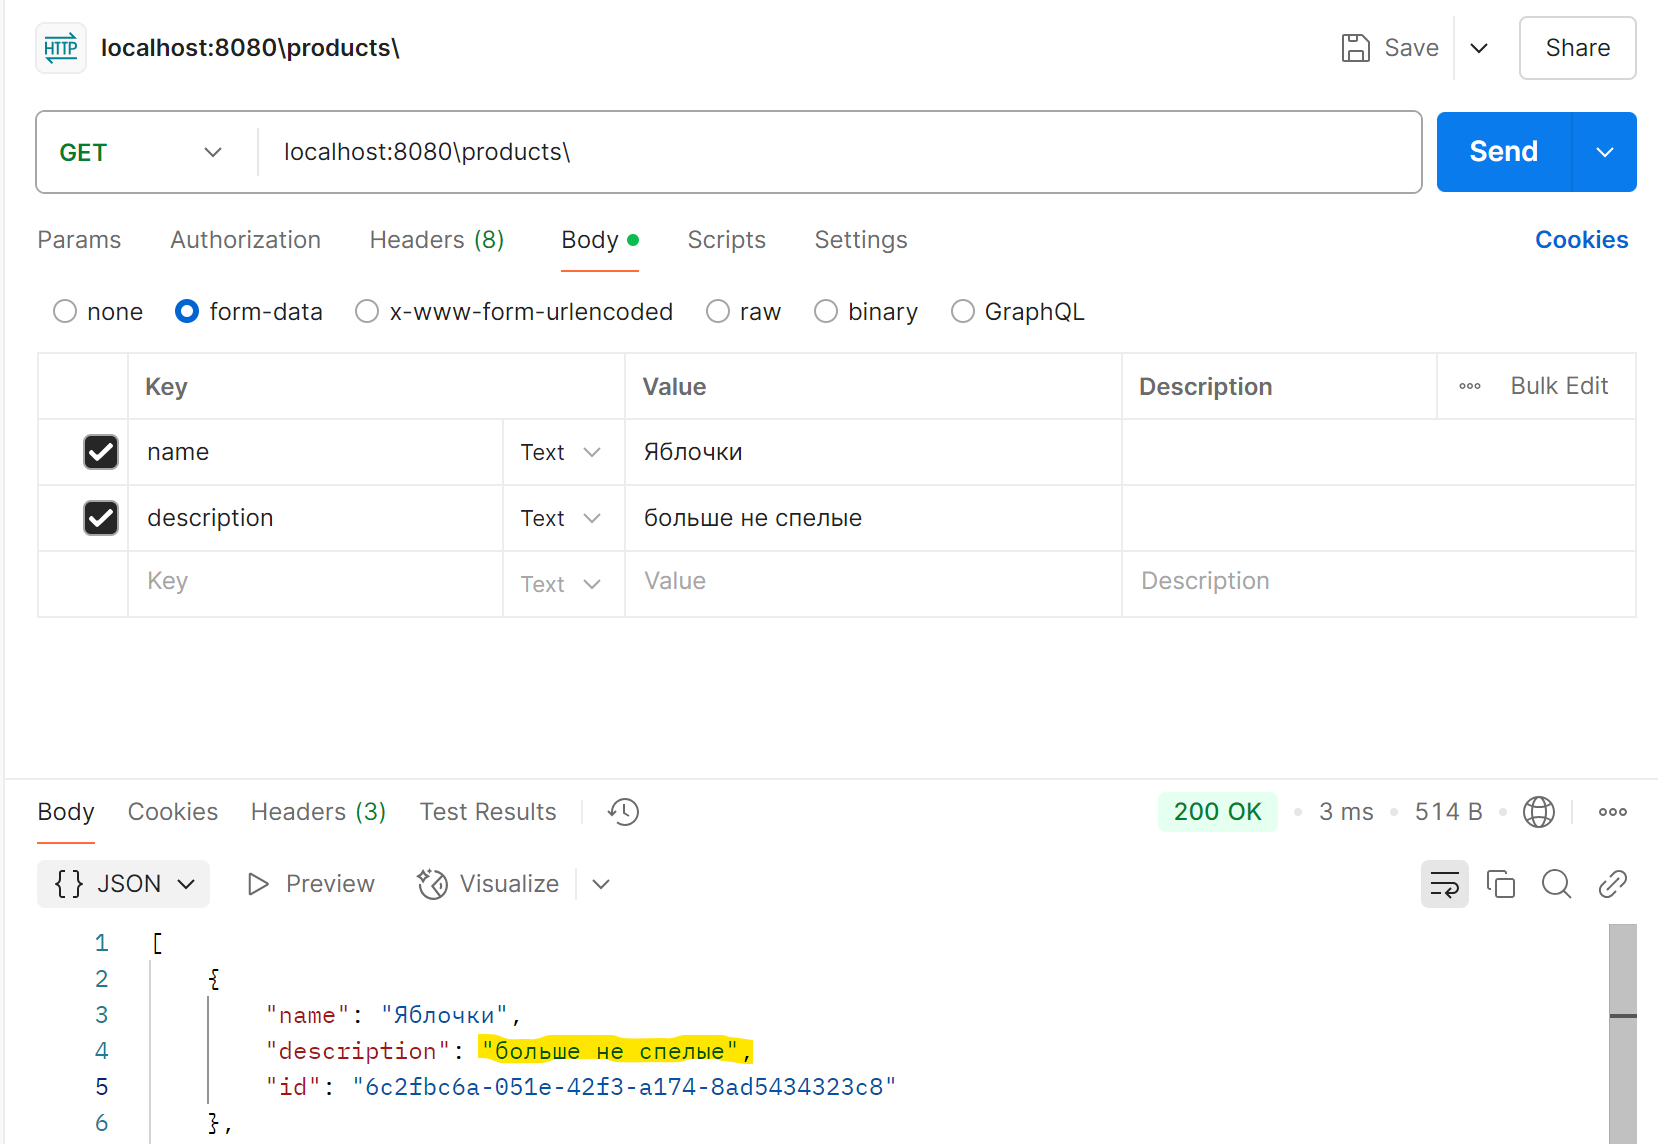 HTTP localhost:8080\products\ Save Share
GET localhost:8080\products\ Send
Params Authorization Headers (8) Body Scripts Settings Cookies
none form-data x-www-form-urlencoded raw binary GraphQL
Key Value Description Bulk Edit
name Text Яблочки
description Text больше не спелые
Key Text Value Description
Body Cookies Headers (3) Test Results 200 OK 3 ms 514 B
{} JSON Preview Visualize
1 [
2 {
3 "name": "Яблочки",
4 "description": "больше не спелые",
5 "id": "6c2fbc6a-051e-42f3-a174-8ad5434323c8"
6 },